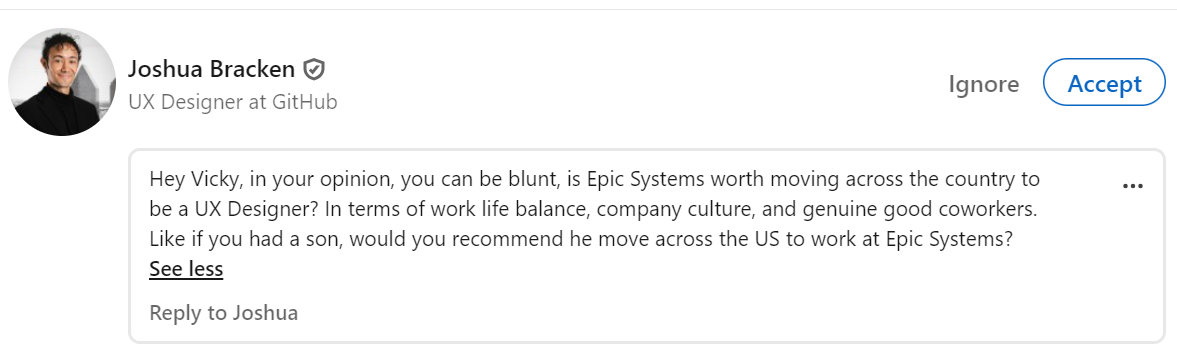 Joshua Bracken
UX Designer at GitHub
Ignore
Accept
Hey Vicky, in your opinion, you can be blunt, is Epic Systems worth moving across the country to
be a UX Designer? In terms of work life balance, company culture, and genuine good coworkers.
Like if you had a son, would you recommend he move across the US to work at Epic Systems?
See less
Reply to Joshua